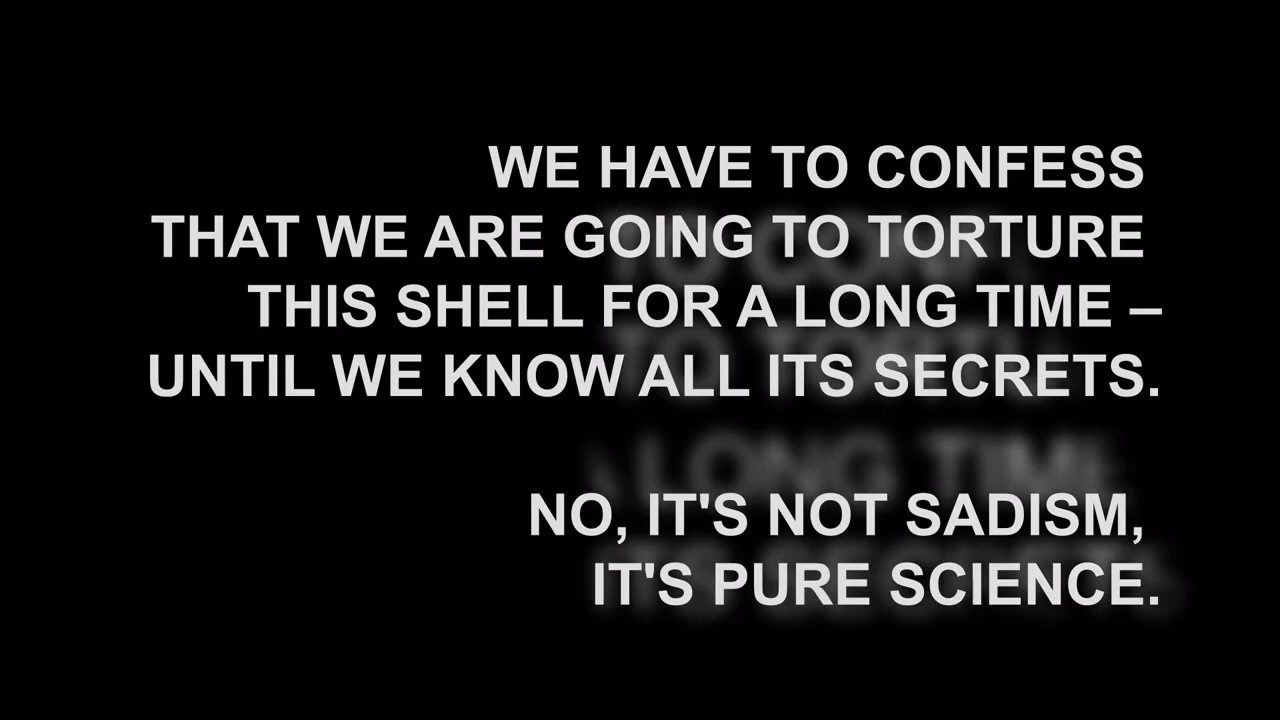 WE HAVE TO CONFESS
THAT WE ARE GOING TO TORTURE
THIS SHELL FOR A LONG TIME –
UNTIL WE KNOW ALL ITS SECRETS.
NO, IT'S NOT SADISM,
IT'S PURE SCIENCE.